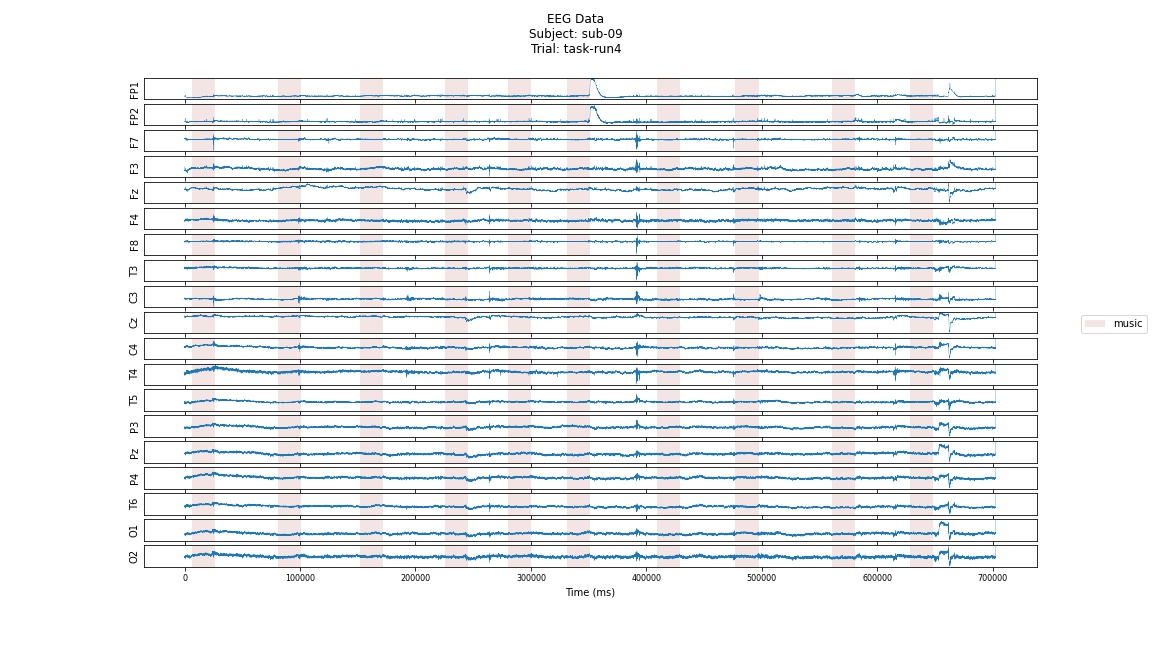 EEG Data
Subject: sub-09
Trial: task-run4
FP1
FP2
F7
F3
Fz
F4
F8
T3
C3
Cz
C4
T4
T5
P3
Pz
P4
T6
O1
O2
music
0 100000 200000 300000 400000 500000 600000 700000
Time (ms)